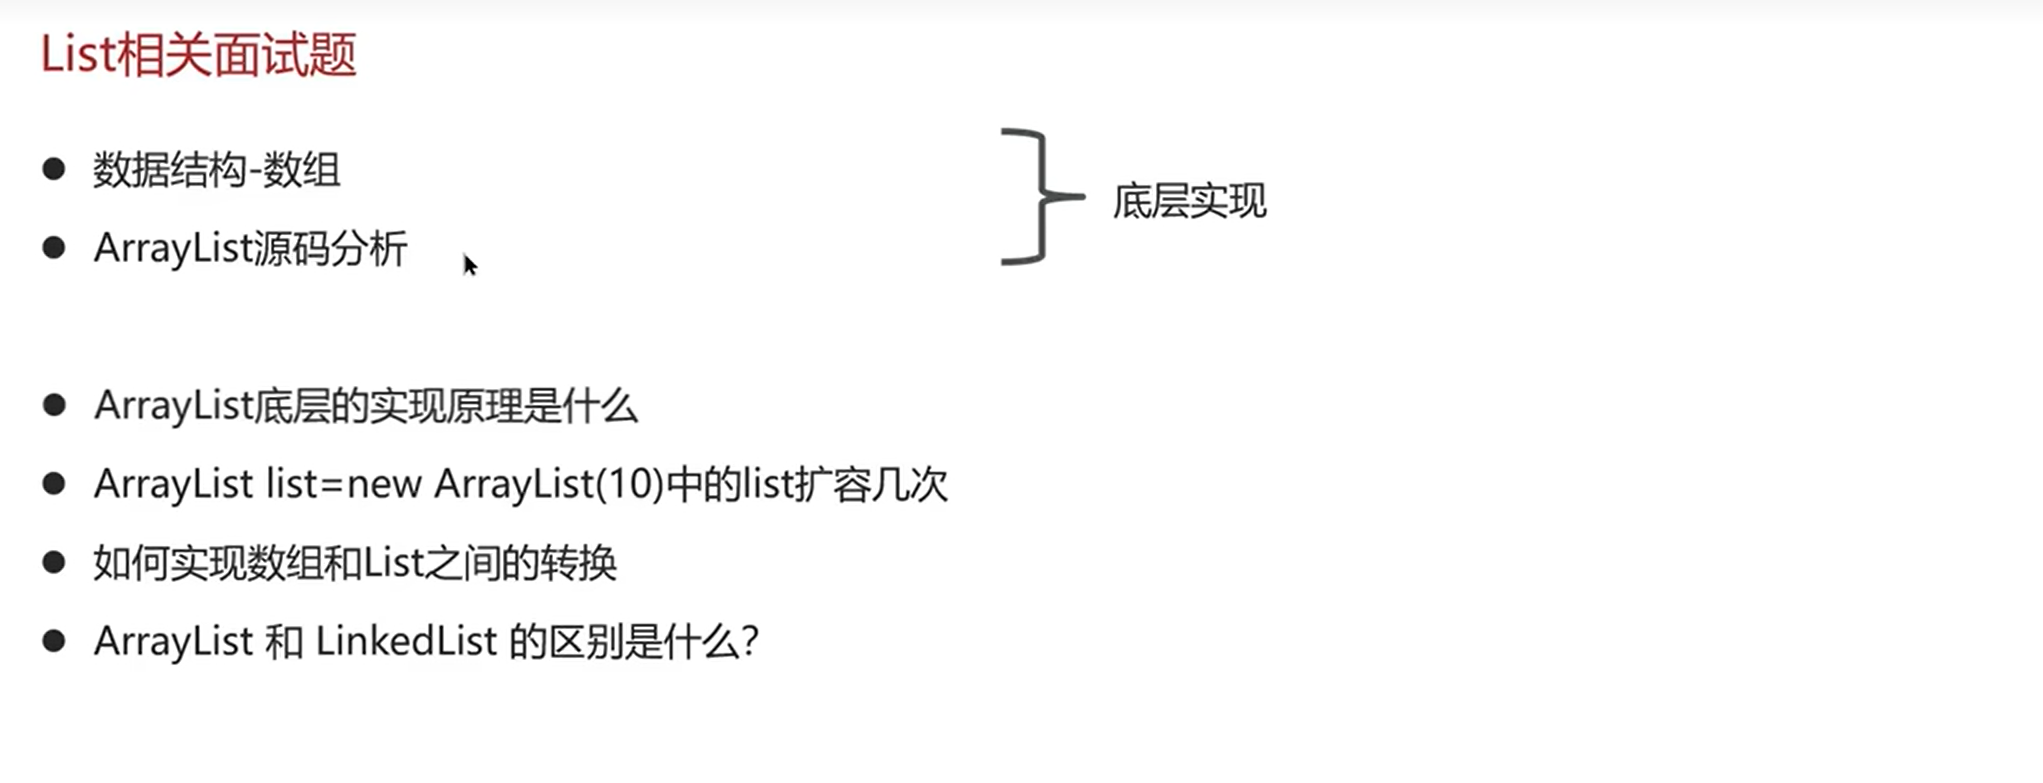 List相关面试题
数据结构-数组
ArrayList源码分析
底层实现
ArrayList底层的实现原理是什么
ArrayList list=new ArrayList(10)中的list扩容几次
如何实现数组和List之间的转换
ArrayList 和 LinkedList 的区别是什么?